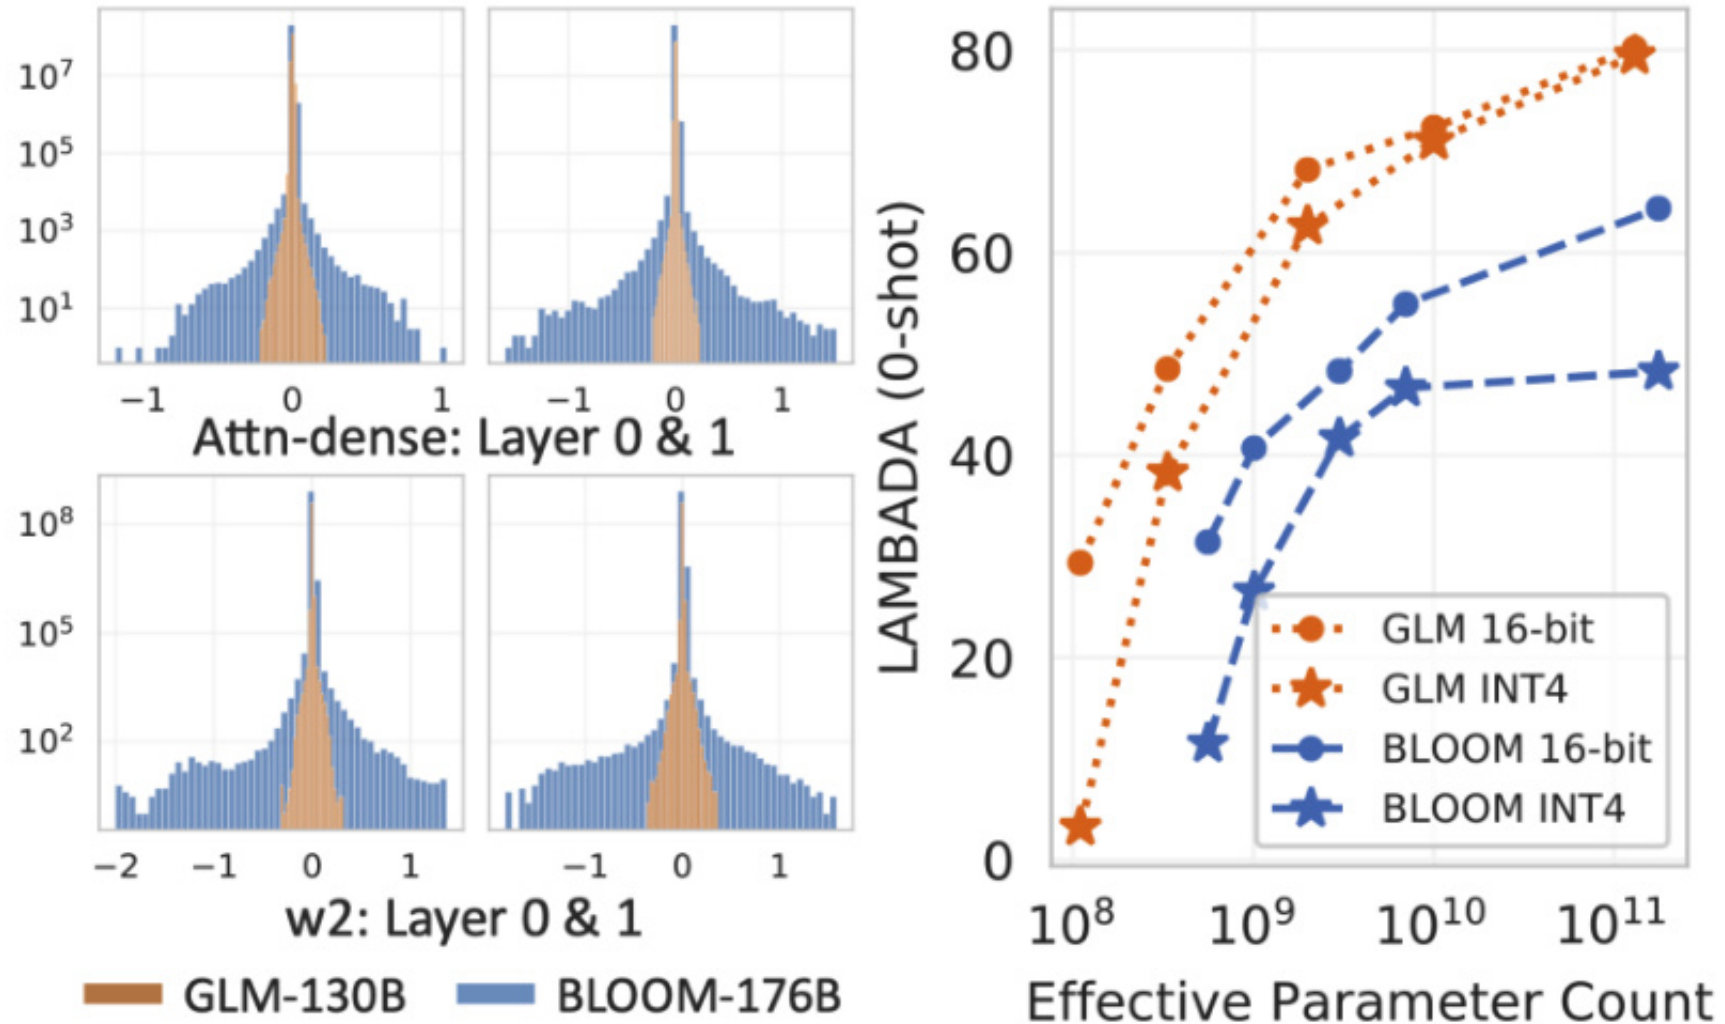 10⁷
10⁵
10³
10¹
−1 0 1
−1 0 1
Attn-dense: Layer 0 & 1
10⁸
10⁵
10²
−2 −1 0 1
−1 0 1
w2: Layer 0 & 1
GLM-130B BLOOM-176B
LAMBADA (0-shot)
80
60
40
20
0
GLM 16-bit
GLM INT4
BLOOM 16-bit
BLOOM INT4
10⁸ 10⁹ 10¹⁰ 10¹¹
Effective Parameter Count